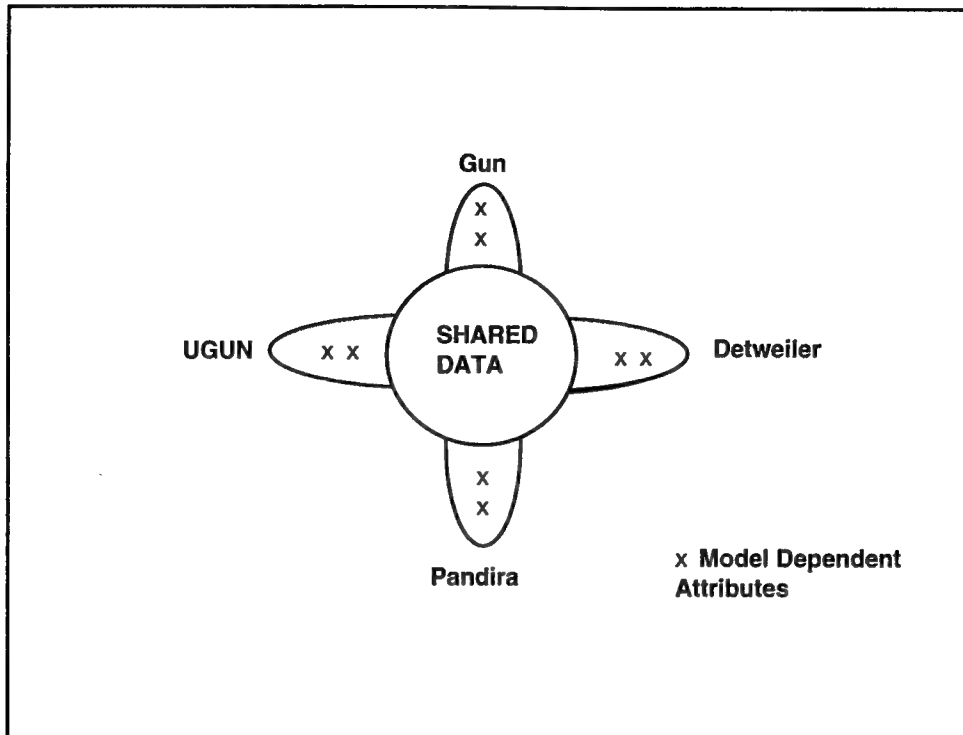 Gun
x
x
UGUN
x x
SHARED
DATA
x x
Detweiler
x
x
Pandira
x Model Dependent
Attributes